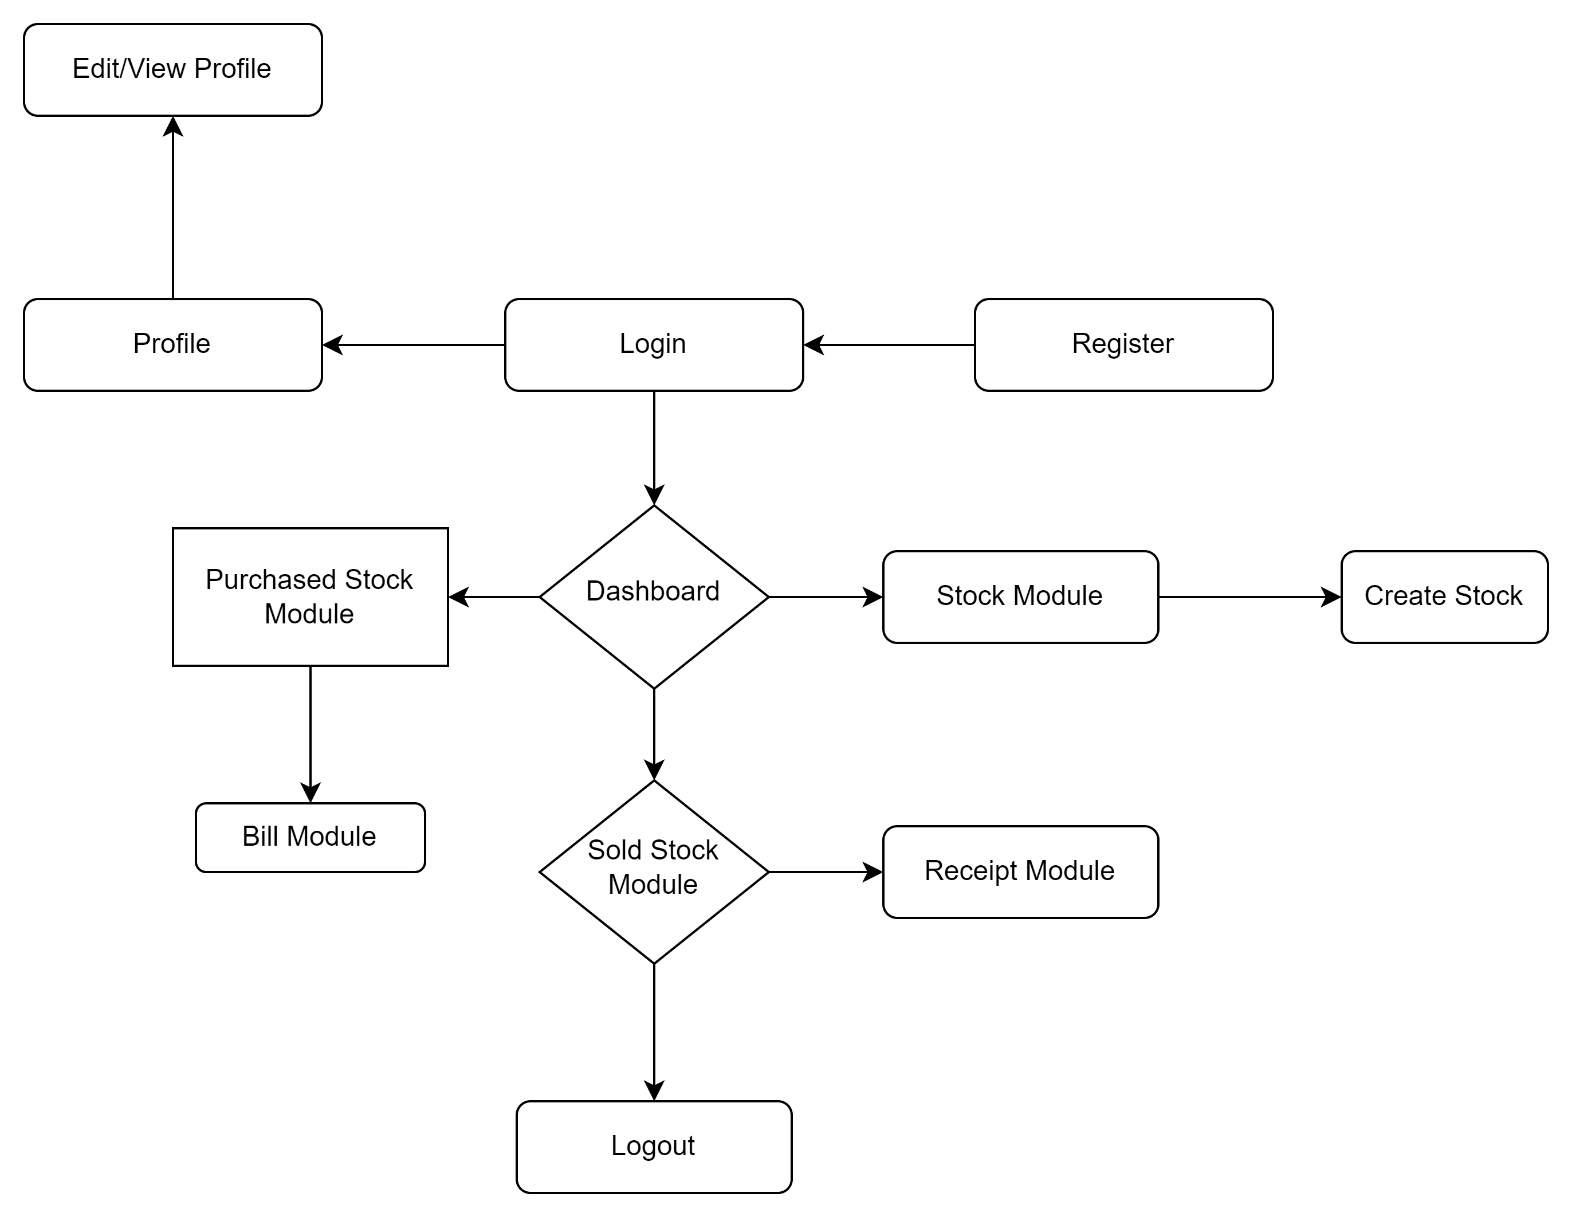 Edit/View Profile
Profile
Login
Register
Purchased Stock
Module
Dashboard
Stock Module
Create Stock
Bill Module
Sold Stock
Module
Receipt Module
Logout